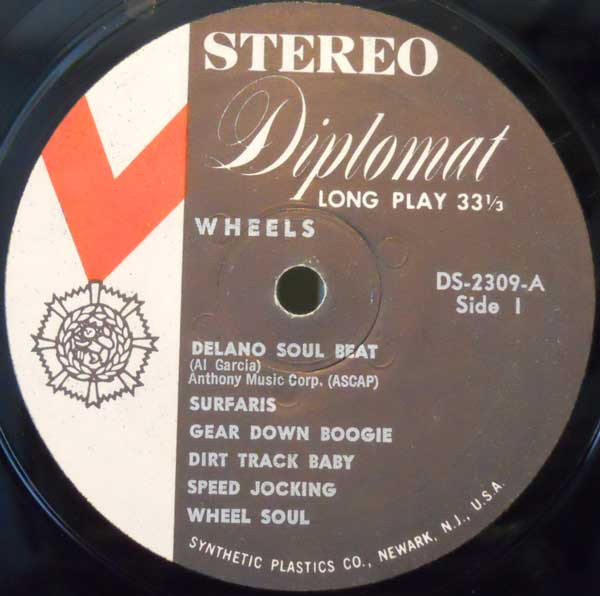 STEREO
Diplomat
LONG PLAY 33⅓
WHEELS
DS-2309-A
Side 1
DELANO SOUL BEAT
(Al Garcia)
Anthony Music Corp. (ASCAP)
SURFARIS
GEAR DOWN BOOGIE
DIRT TRACK BABY
SPEED JOCKING
WHEEL SOUL
SYNTHETIC PLASTICS CO., NEWARK, N.J., U.S.A.